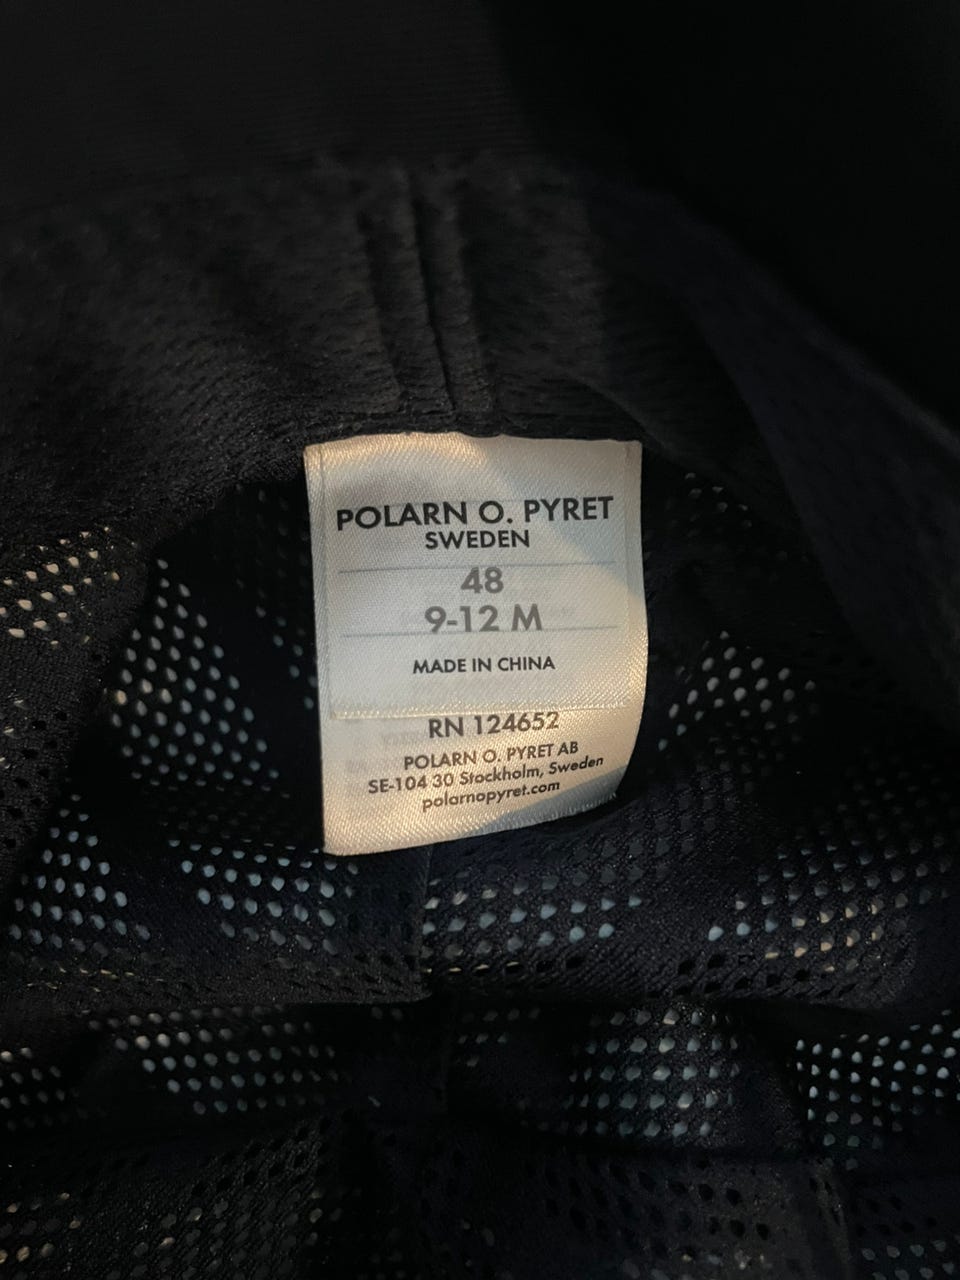 POLARN O. PYRET
SWEDEN
48
9-12 M
MADE IN CHINA
RN 124652
POLARN O. PYRET AB
SE-104 30 Stockholm, Sweden
polarnopyret.com